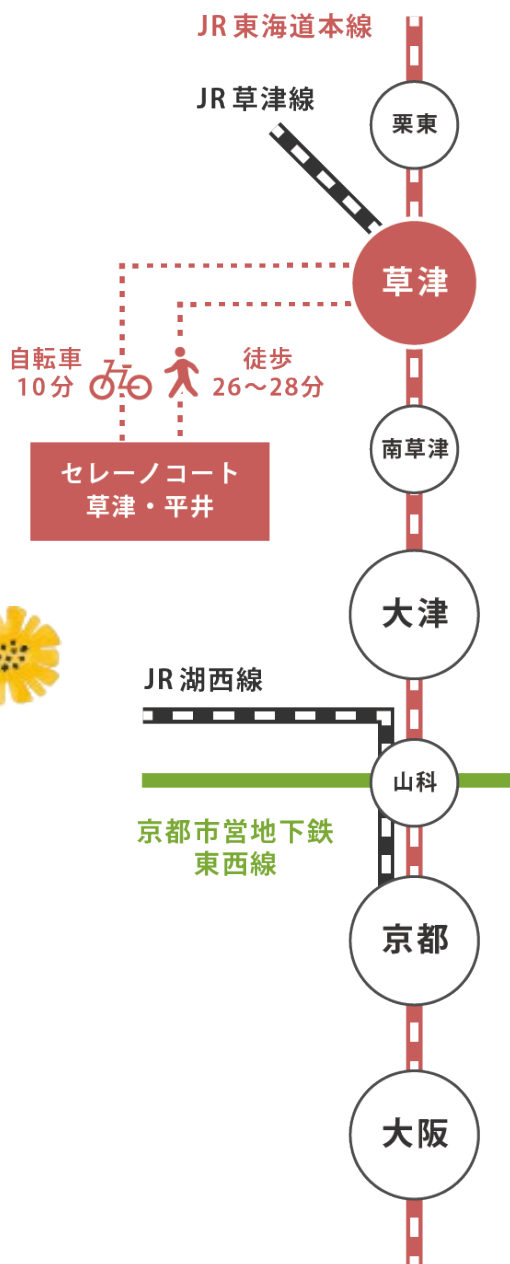 JR東海道本線
JR草津線
栗東
草津
自転車
10分
徒歩
26〜28分
南草津
セレーノコート
草津・平井
大津
JR湖西線
山科
京都市営地下鉄
東西線
京都
大阪